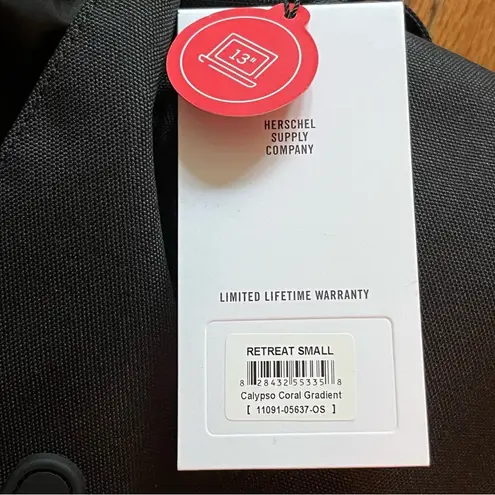 13"
HERSCHEL
SUPPLY
COMPANY
LIMITED LIFETIME WARRANTY
RETREAT SMALL
8 28432 55335 8
Calypso Coral Gradient
[ 11091-05637-OS ]